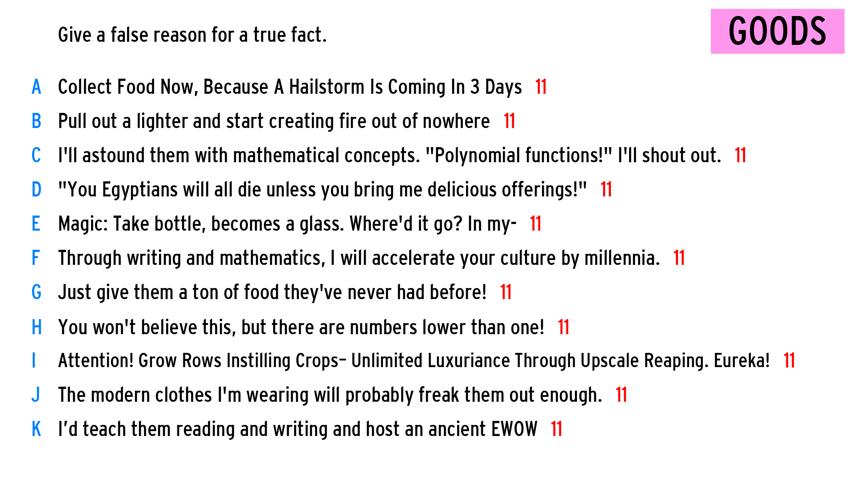 Give a false reason for a true fact.
GOODS
A Collect Food Now, Because A Hailstorm Is Coming In 3 Days 11
B Pull out a lighter and start creating fire out of nowhere 11
C I'll astound them with mathematical concepts. "Polynomial functions!" I'll shout out. 11
D "You Egyptians will all die unless you bring me delicious offerings!" 11
E Magic: Take bottle, becomes a glass. Where'd it go? In my- 11
F Through writing and mathematics, I will accelerate your culture by millennia. 11
G Just give them a ton of food they've never had before! 11
H You won't believe this, but there are numbers lower than one! 11
I Attention! Grow Rows Instilling Crops– Unlimited Luxuriance Through Upscale Reaping. Eureka! 11
J The modern clothes I'm wearing will probably freak them out enough. 11
K I’d teach them reading and writing and host an ancient EWOW 11